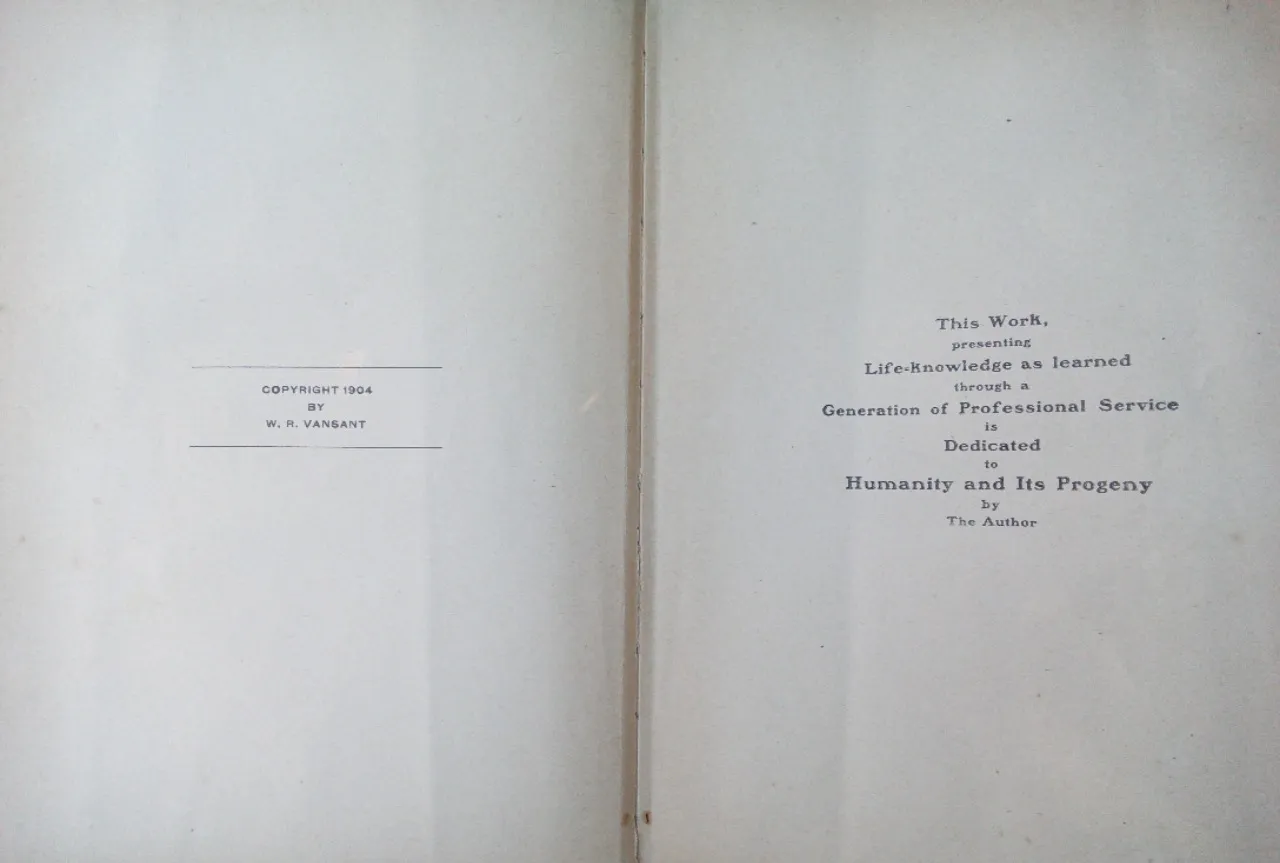 COPYRIGHT 1904
BY
W. R. VANSANT
This Work,
presenting
Life-Knowledge as learned
through a
Generation of Professional Service
is
Dedicated
to
Humanity and Its Progeny
by
The Author